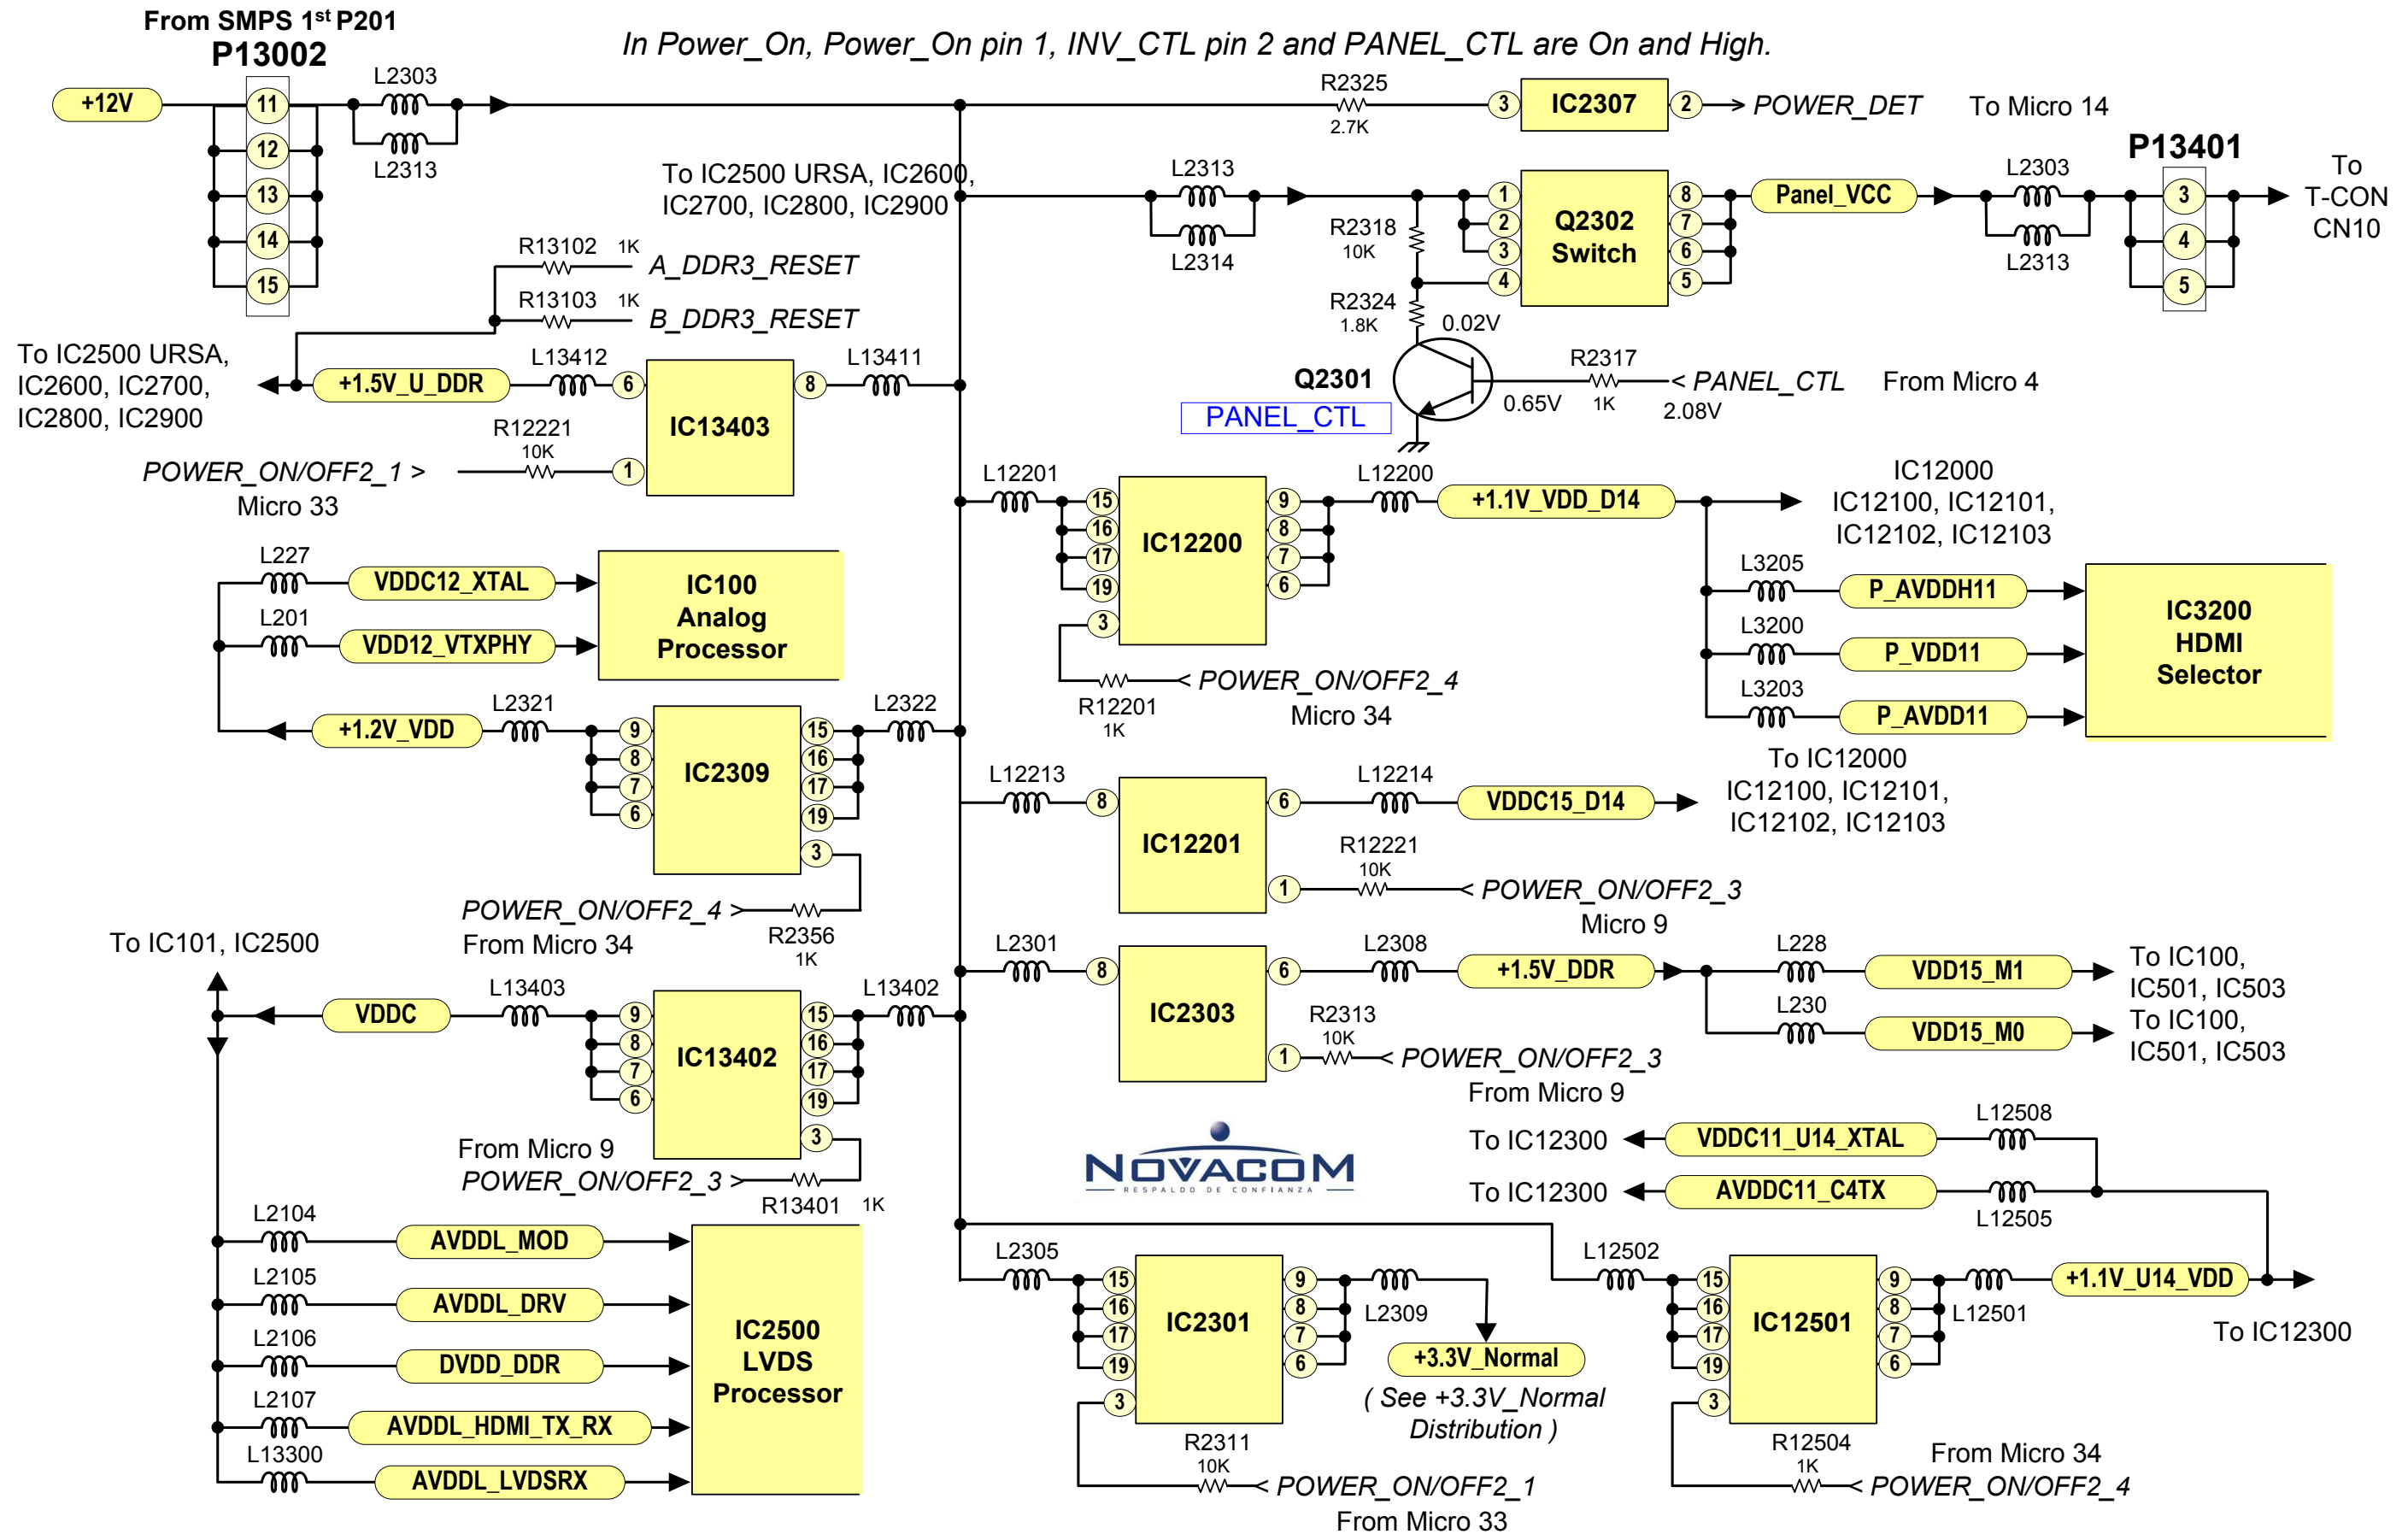 From SMPS 1st P201
P13002
In Power_On, Power_On pin 1, INV_CTL pin 2 and PANEL_CTL are On and High.
+12V
11
12
13
14
15
L2303
L2313
R2325
2.7K
3
IC2307
2
POWER_DET
To Micro 14
To IC2500 URSA, IC2600,
IC2700, IC2800, IC2900
L2313
L2314
R2318
10K
R2324
1.8K
1
2
3
4
Q2302
Switch
8
7
6
5
Panel_VCC
L2303
L2313
P13401
3
4
5
To
T-CON
CN10
R13102
1K
A_DDR3_RESET
R13103
1K
B_DDR3_RESET
To IC2500 URSA,
IC2600, IC2700,
IC2800, IC2900
+1.5V_U_DDR
L13412
6
IC13403
8
L13411
R12221
10K
1
POWER_ON/OFF2_1 >
Micro 33
0.02V
Q2301
PANEL_CTL
0.65V
R2317
1K
< PANEL_CTL
2.08V
From Micro 4
L12201
15
16
17
19
3
IC12200
9
8
7
6
L12200
+1.1V_VDD_D14
IC12000
IC12100, IC12101,
IC12102, IC12103
R12201
1K
< POWER_ON/OFF2_4
Micro 34
L3205
P_AVDDH11
L3200
P_VDD11
L3203
P_AVDD11
IC3200
HDMI
Selector
L227
VDDC12_XTAL
L201
VDD12_VTXPHY
IC100
Analog
Processor
+1.2V_VDD
L2321
9
8
7
6
IC2309
15
16
17
19
3
L2322
POWER_ON/OFF2_4 >
From Micro 34
R2356
1K
L12213
8
IC12201
6
1
L12214
VDDC15_D14
To IC12000
IC12100, IC12101,
IC12102, IC12103
R12221
10K
< POWER_ON/OFF2_3
Micro 9
To IC101, IC2500
VDDC
L13403
9
8
7
6
IC13402
15
16
17
19
3
L13402
From Micro 9
POWER_ON/OFF2_3 >
R13401
1K
L2301
8
IC2303
6
1
L2308
+1.5V_DDR
R2313
10K
< POWER_ON/OFF2_3
From Micro 9
L228
VDD15_M1
To IC100,
IC501, IC503
L230
VDD15_M0
To IC100,
IC501, IC503
NOVACOM
RESPALDO DE CONFIANZA
To IC12300
VDDC11_U14_XTAL
L12508
To IC12300
AVDDC11_C4TX
L12505
L2104
AVDDL_MOD
L2105
AVDDL_DRV
L2106
DVDD_DDR
L2107
AVDDL_HDMI_TX_RX
L13300
AVDDL_LVDSRX
IC2500
LVDS
Processor
L2305
15
16
17
19
3
IC2301
9
8
7
6
L2309
+3.3V_Normal
( See +3.3V_Normal
Distribution )
R2311
10K
< POWER_ON/OFF2_1
From Micro 33
L12502
15
16
17
19
3
IC12501
9
8
7
6
L12501
+1.1V_U14_VDD
To IC12300
R12504
1K
From Micro 34
< POWER_ON/OFF2_4